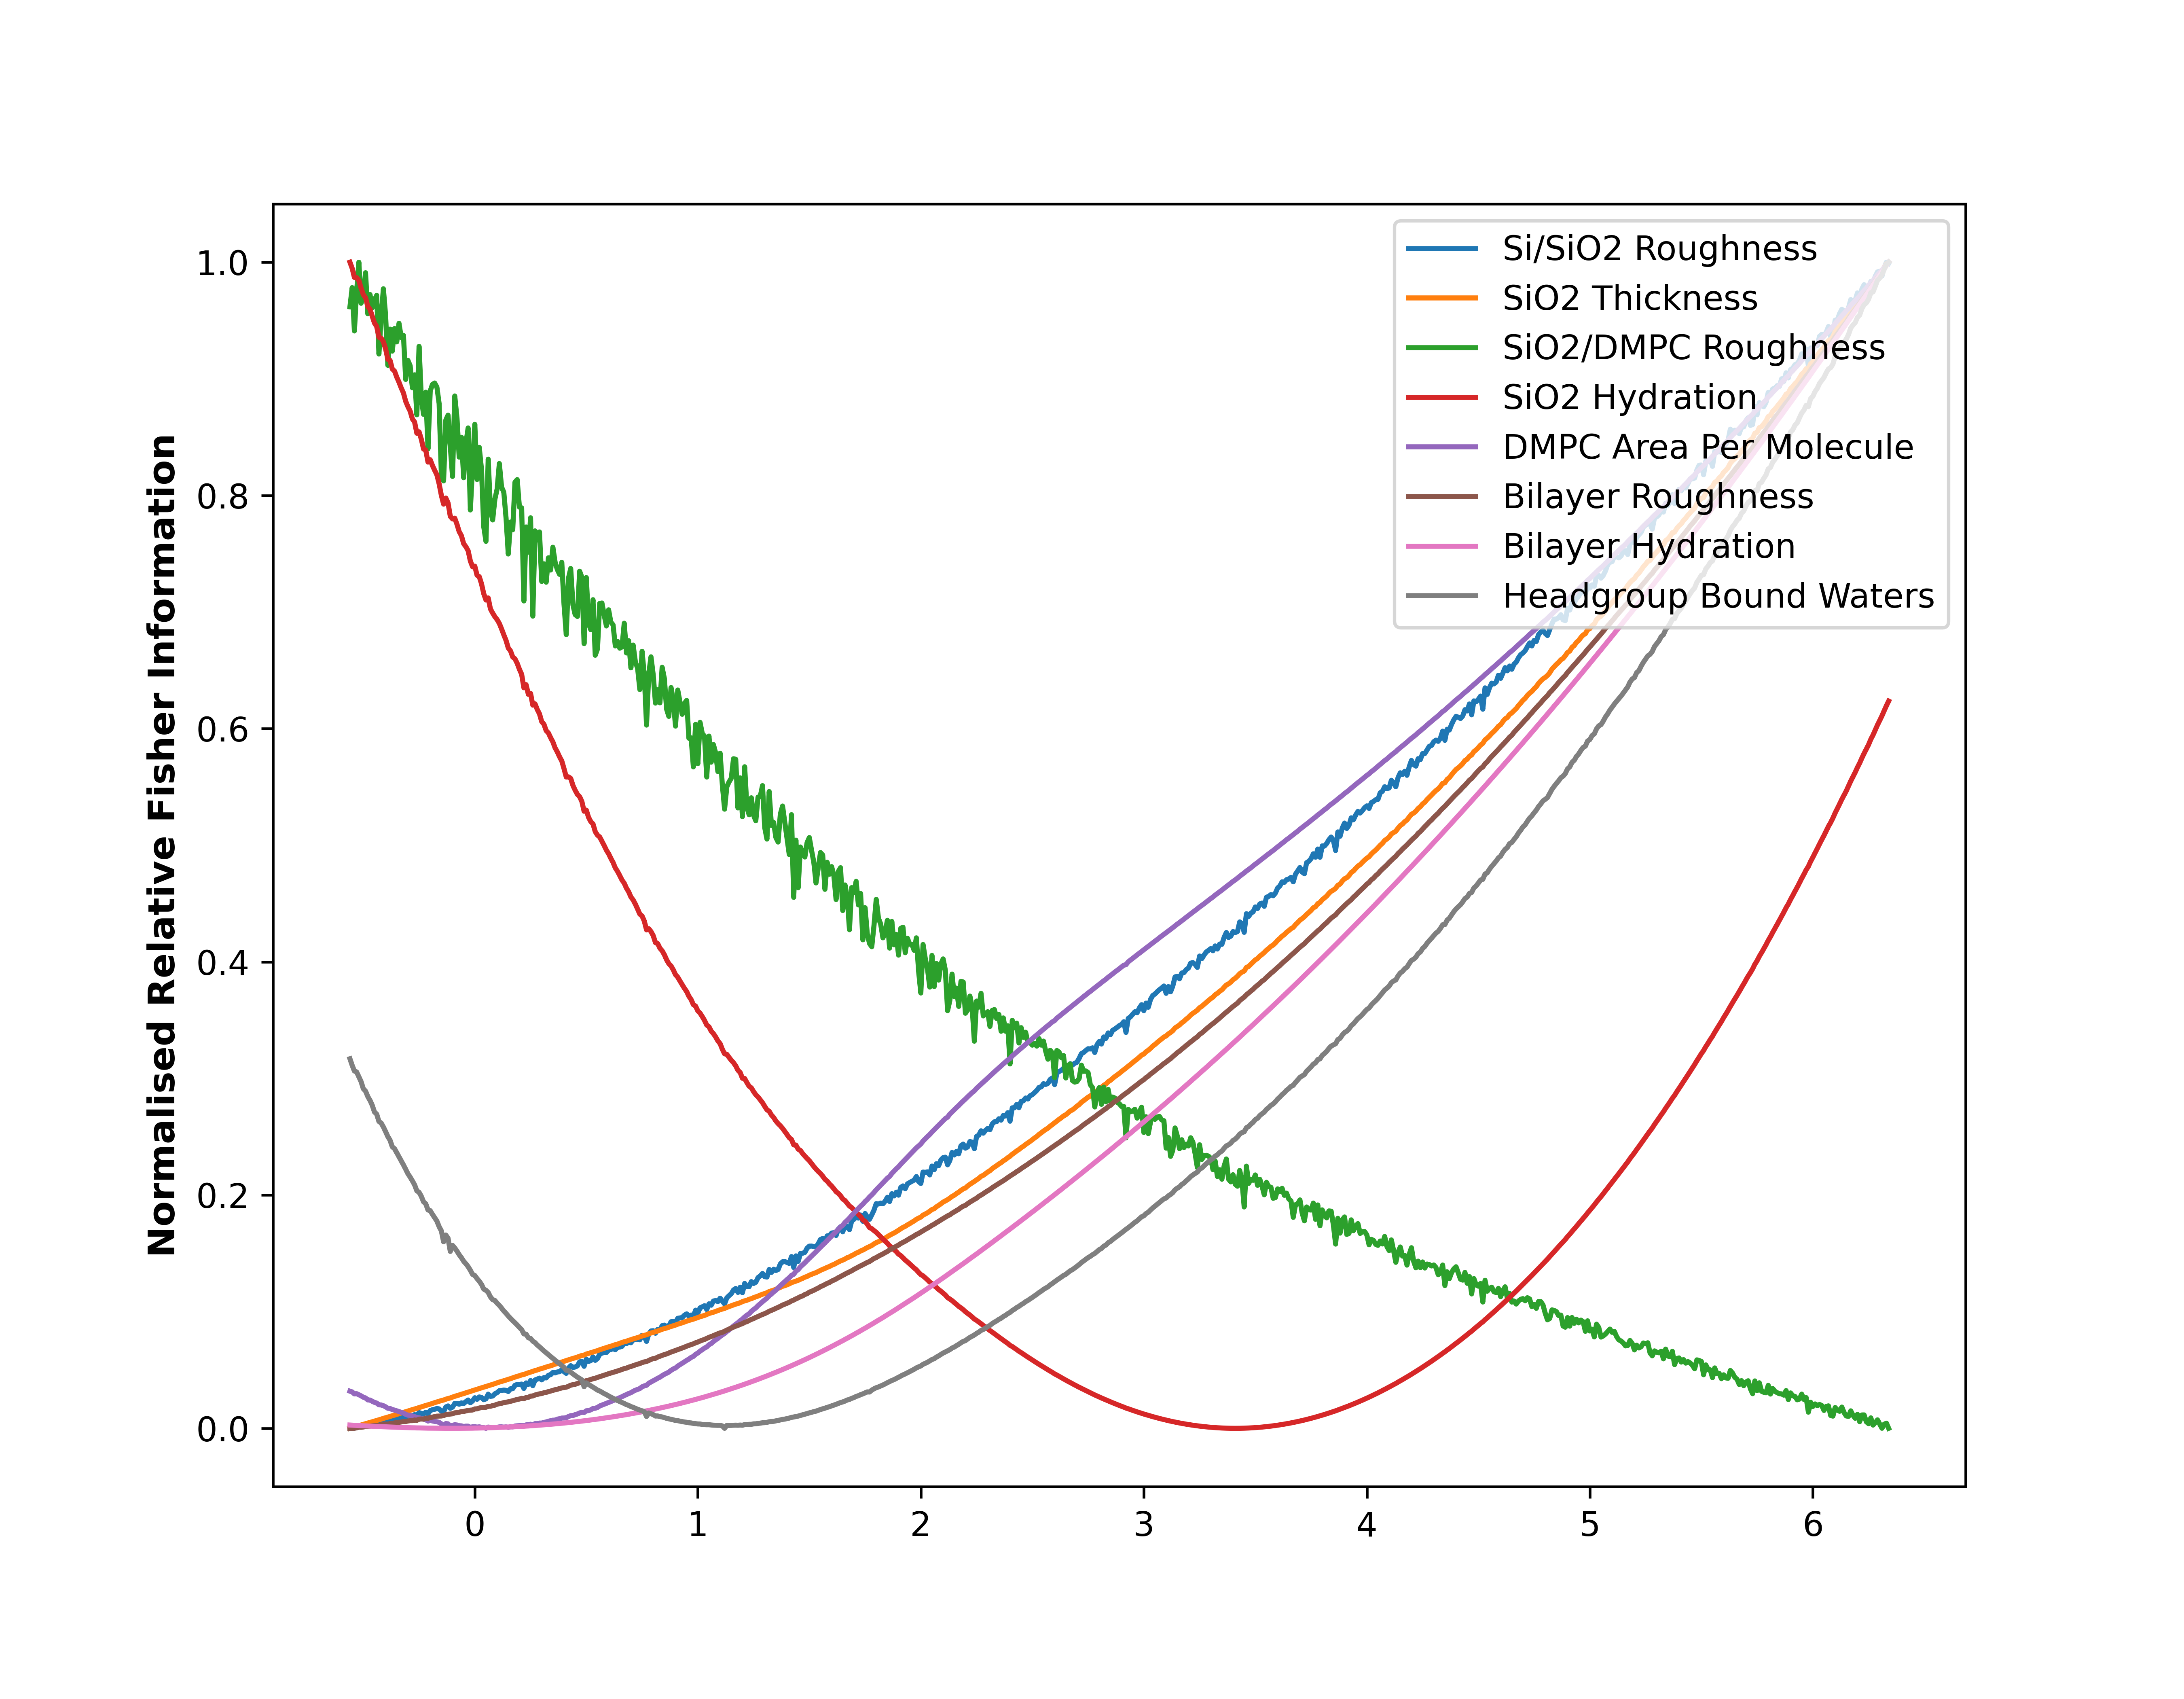 Normalised Relative Fisher Information
1.0
0.8
0.6
0.4
0.2
0.0
0 1 2 3 4 5 6
Si/SiO2 Roughness
SiO2 Thickness
SiO2/DMPC Roughness
SiO2 Hydration
DMPC Area Per Molecule
Bilayer Roughness
Bilayer Hydration
Headgroup Bound Waters